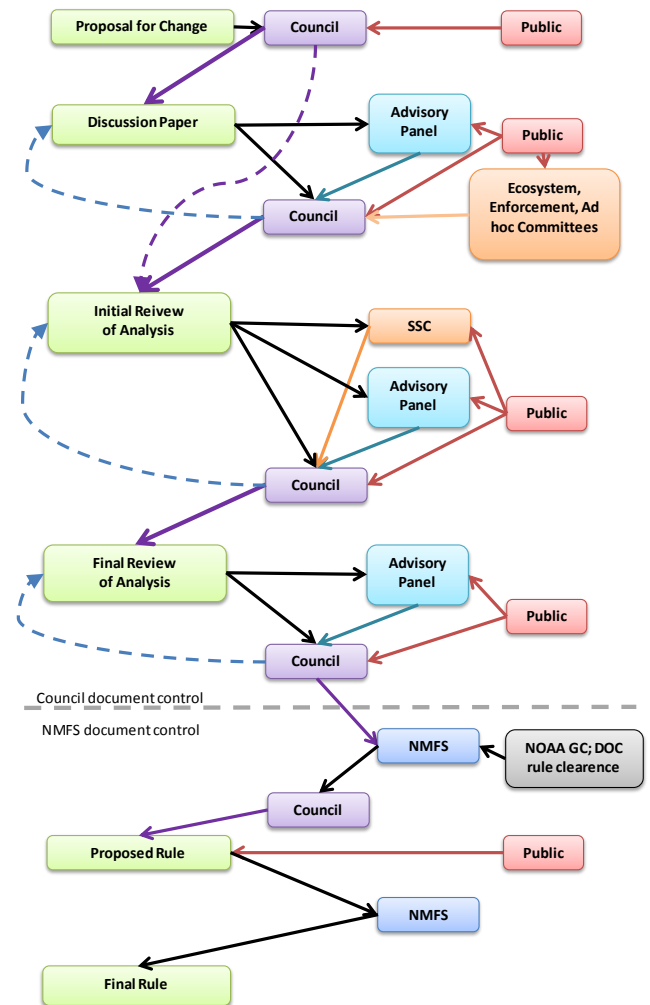 Proposal for Change
Council
Public
Discussion Paper
Advisory
Panel
Public
Ecosystem,
Enforcement, Ad
hoc Committees
Council
Initial Reivew
of Analysis
SSC
Advisory
Panel
Public
Council
Final Review
of Analysis
Advisory
Panel
Public
Council
Council document control
NMFS document control
NMFS
NOAA GC; DOC
rule clearence
Council
Proposed Rule
Public
NMFS
Final Rule